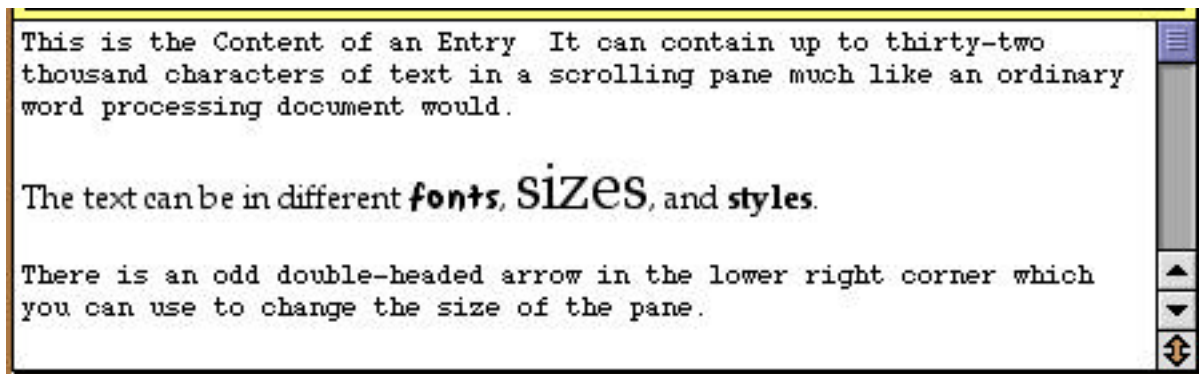 This is the Content of an Entry  It can contain up to thirty-two
thousand characters of text in a scrolling pane much like an ordinary
word processing document would.
The text can be in different fonts, sizes, and styles.
There is an odd double-headed arrow in the lower right corner which
you can use to change the size of the pane.